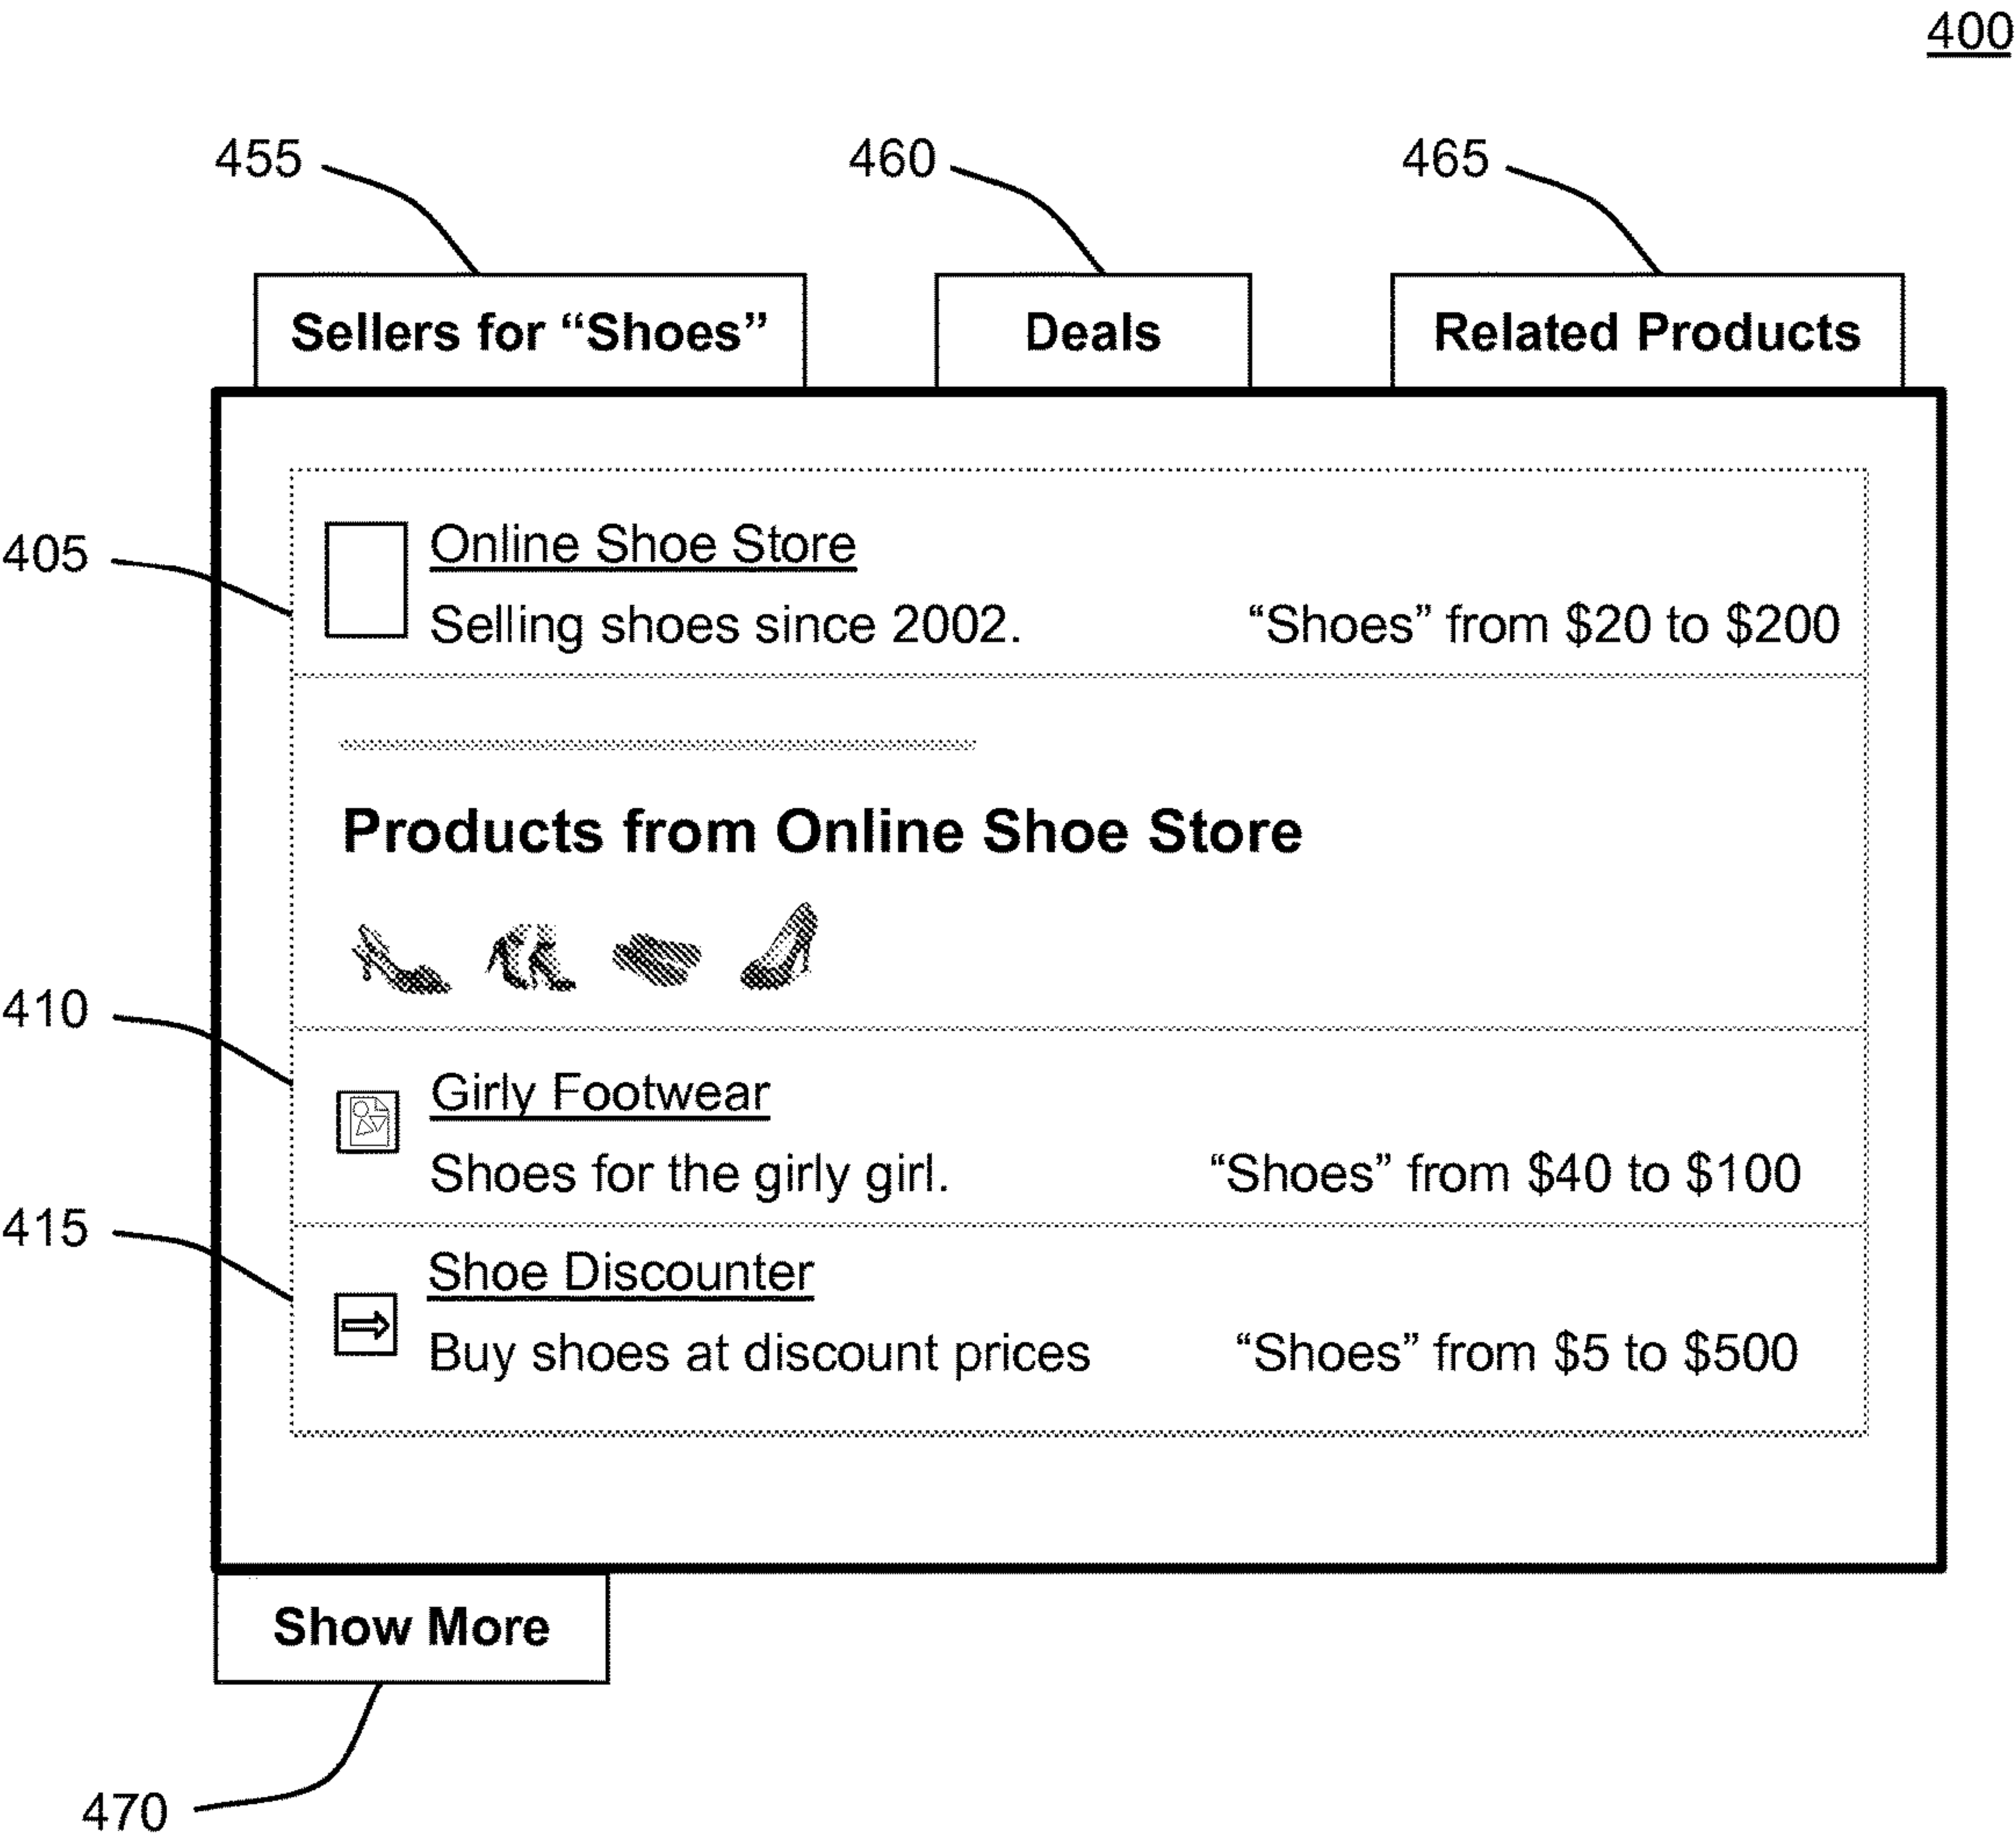 400
455 460 465
Sellers for “Shoes” Deals Related Products
405
Online Shoe Store
Selling shoes since 2002. “Shoes” from $20 to $200
Products from Online Shoe Store
410
Girly Footwear
Shoes for the girly girl. “Shoes” from $40 to $100
415
Shoe Discounter
Buy shoes at discount prices “Shoes” from $5 to $500
Show More
470